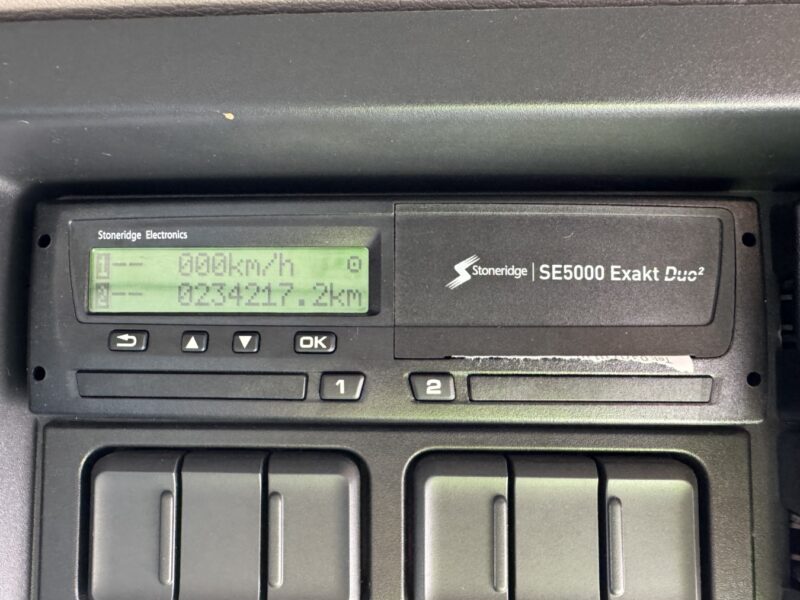 Stoneridge Electronics
1-- 000km/h
2-- 0234217.2km
Stoneridge | SE5000 Exakt Duo²
OK
1
2